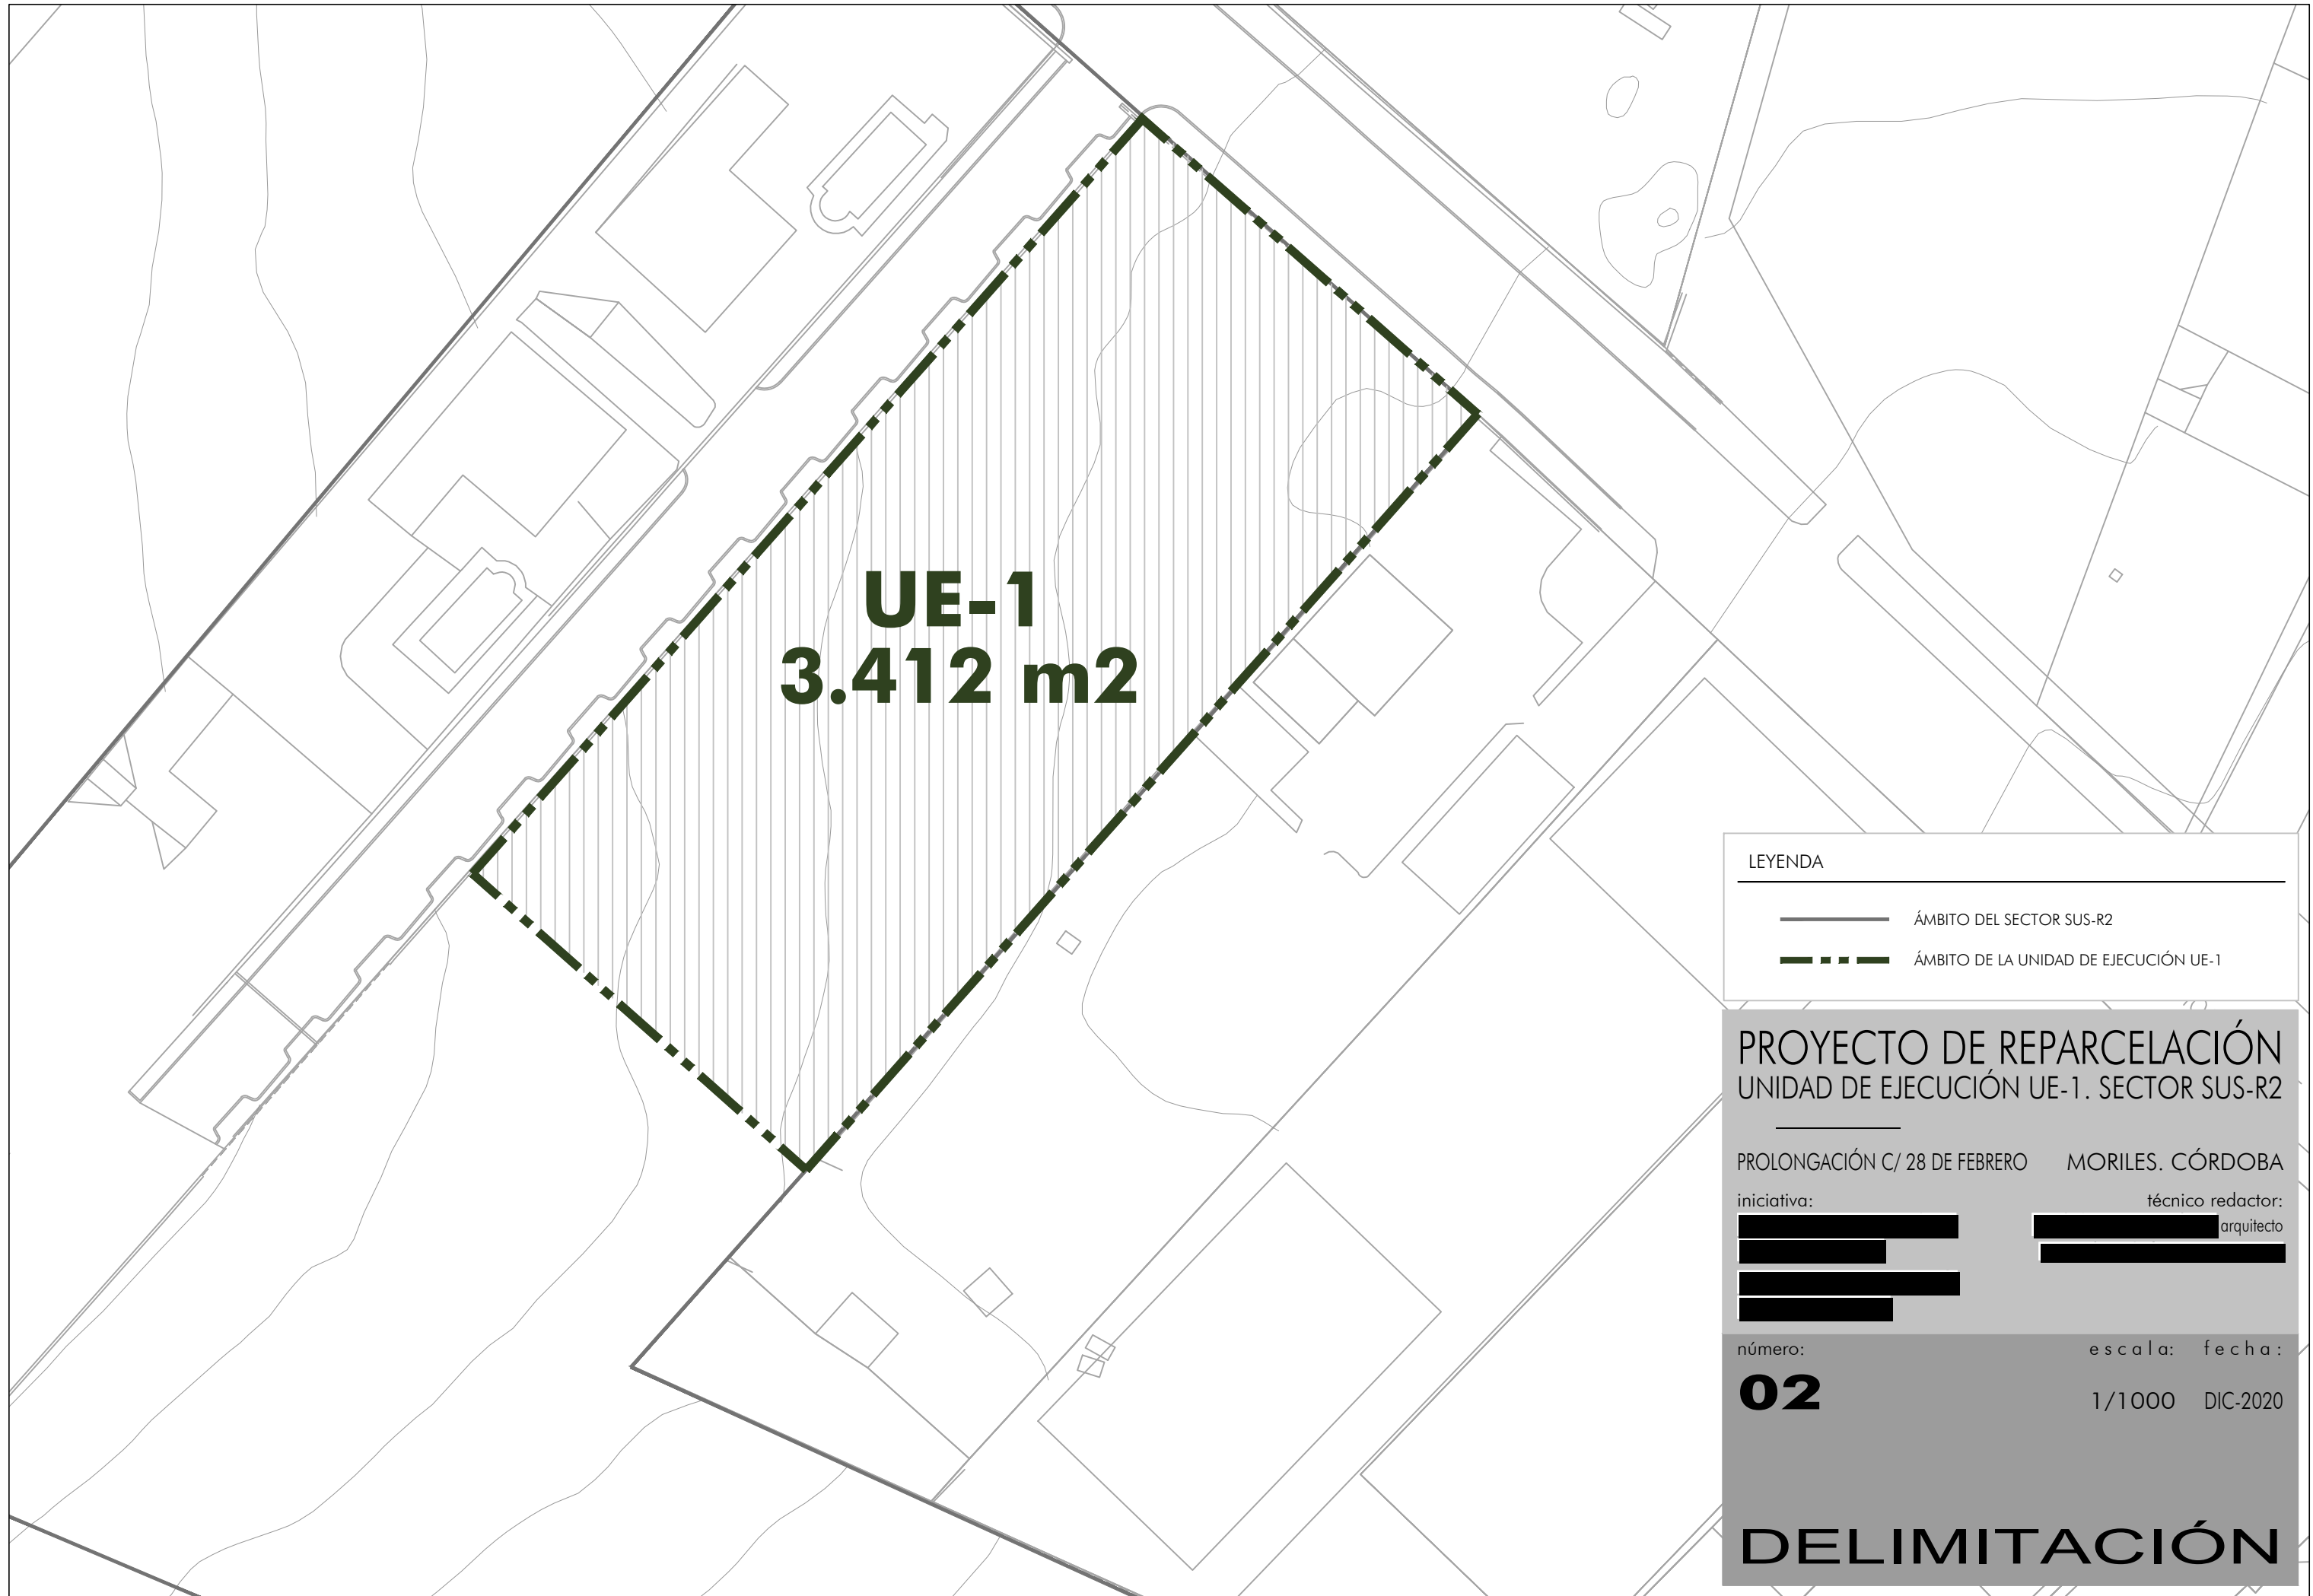 UE-1
3.412 m2
LEYENDA
ÁMBITO DEL SECTOR SUS-R2
ÁMBITO DE LA UNIDAD DE EJECUCIÓN UE-1
PROYECTO DE REPARCELACIÓN
UNIDAD DE EJECUCIÓN UE-1. SECTOR SUS-R2
PROLONGACIÓN C/ 28 DE FEBRERO MORILES. CÓRDOBA
iniciativa: técnico redactor:
arquitecto
número: escala: fecha:
02 1/1000 DIC-2020
DELIMITACIÓN